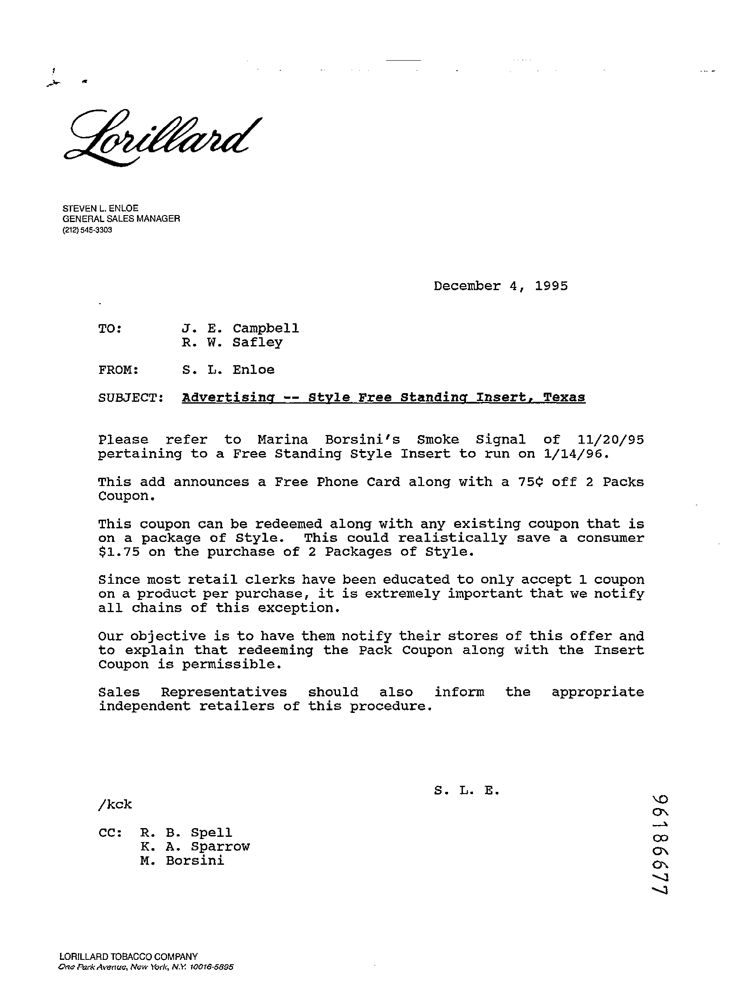 Lorillard
STEVEN L. ENLOE
GENERAL SALES MANAGER
(212) 545-3303
December 4, 1995
TO: J. E. Campbell
R. W. Safley
FROM: S. L. Enloe
SUBJECT: Advertising -- Style Free Standing Insert, Texas
Please refer to Marina Borsini's Smoke Signal of 11/20/95
pertaining to a Free Standing Style Insert to run on 1/14/96.
This add announces a Free Phone Card along with a 75¢ off 2 Packs
Coupon.
This coupon can be redeemed along with any existing coupon that is
on a package of Style. This could realistically save a consumer
$1.75 on the purchase of 2 Packages of Style.
Since most retail clerks have been educated to only accept 1 coupon
on a product per purchase, it is extremely important that we notify
all chains of this exception.
Our objective is to have them notify their stores of this offer and
to explain that redeeming the Pack Coupon along with the Insert
Coupon is permissible.
Sales Representatives should also inform the appropriate
independent retailers of this procedure.
S. L. E.
/kck
CC: R. B. Spell
K. A. Sparrow
M. Borsini
96186677
LORILLARD TOBACCO COMPANY
One Park Avenue, New York, N.Y. 10016-5895